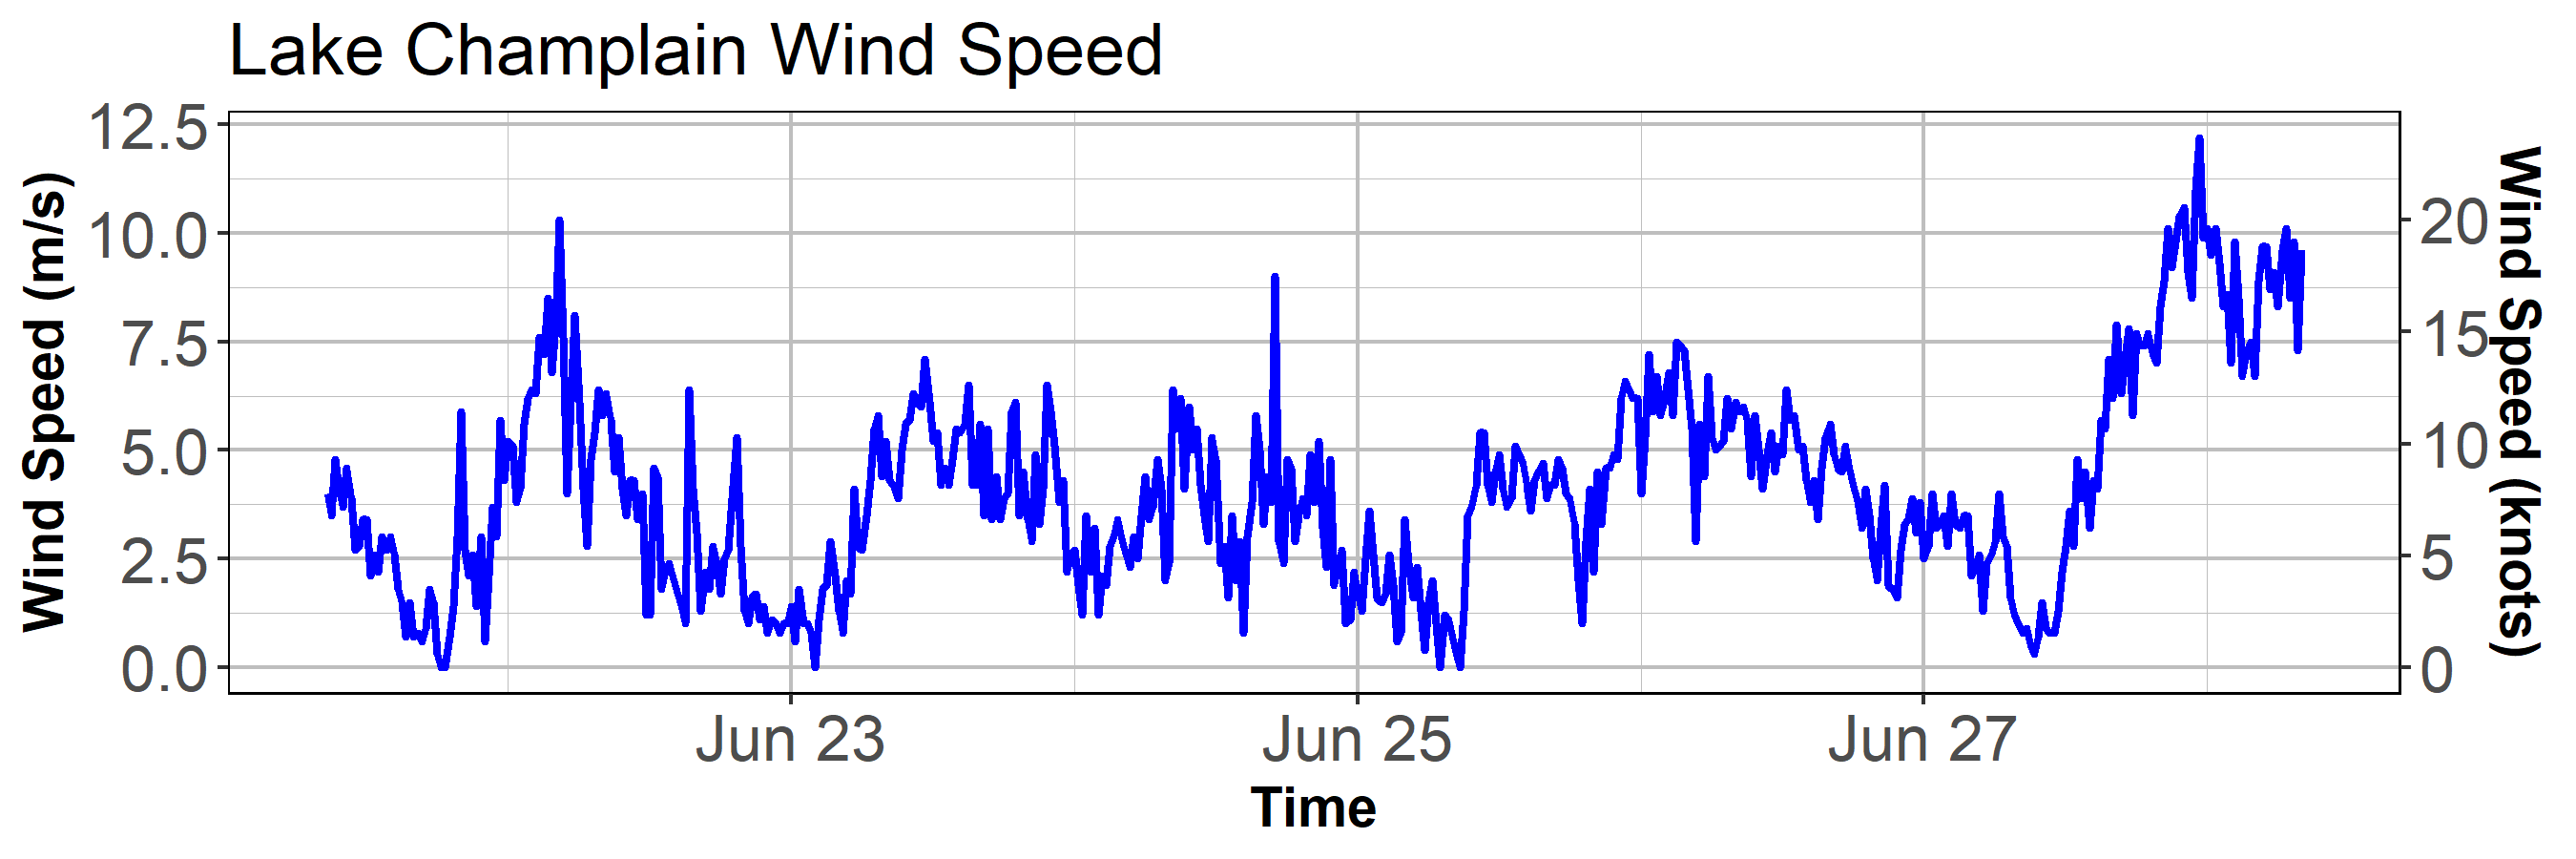 Lake Champlain Wind Speed
Wind Speed (m/s)
12.5
10.0
7.5
5.0
2.5
0.0
20
15
10
5
0
Wind Speed (knots)
Jun 23
Jun 25
Jun 27
Time